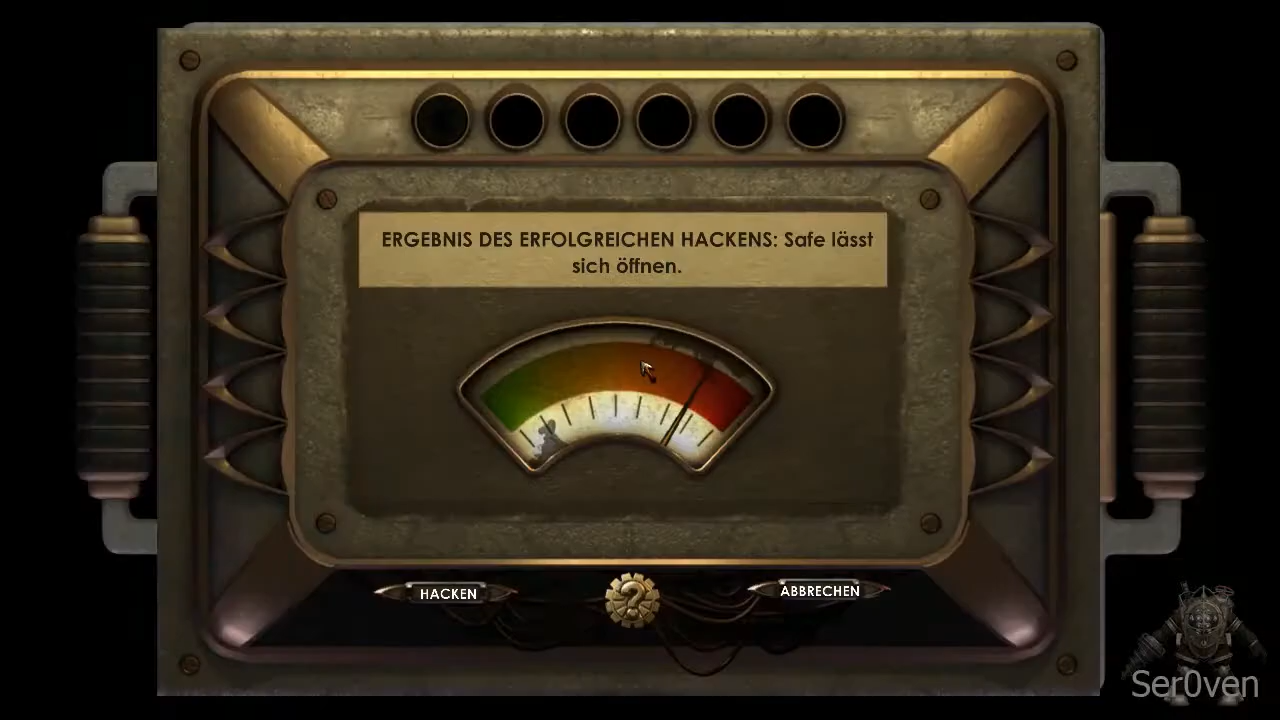 ERGEBNIS DES ERFOLGREICHEN HACKENS: Safe lässt
sich öffnen.
HACKEN
?
ABBRECHEN
Ser0ven